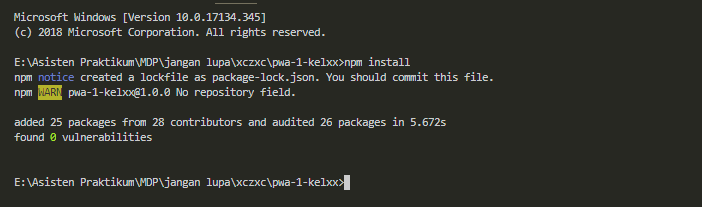 Microsoft Windows [Version 10.0.17134.345]
(c) 2018 Microsoft Corporation. All rights reserved.
E:\Asisten Praktikum\MDP\jangan lupa\xczxc\pwa-1-kelxx>npm install
npm notice created a lockfile as package-lock.json. You should commit this file.
npm WARN pwa-1-kelxx@1.0.0 No repository field.
added 25 packages from 28 contributors and audited 26 packages in 5.672s
found 0 vulnerabilities
E:\Asisten Praktikum\MDP\jangan lupa\xczxc\pwa-1-kelxx>